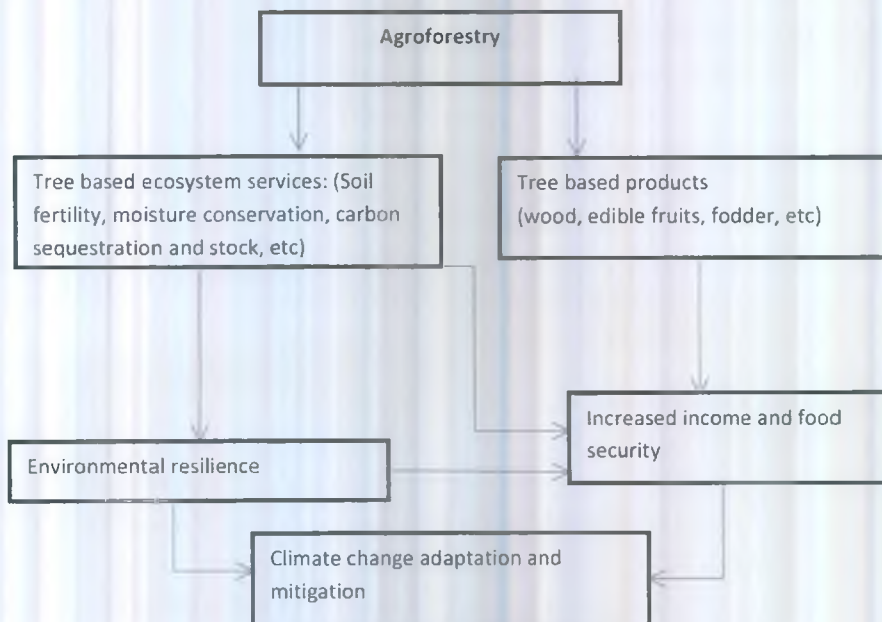 Agroforestry
Tree based ecosystem services: (Soil
fertility, moisture conservation, carbon
sequestration and stock, etc)
Tree based products
(wood, edible fruits, fodder, etc)
Increased income and food
security
Environmental resilience
Climate change adaptation and
mitigation